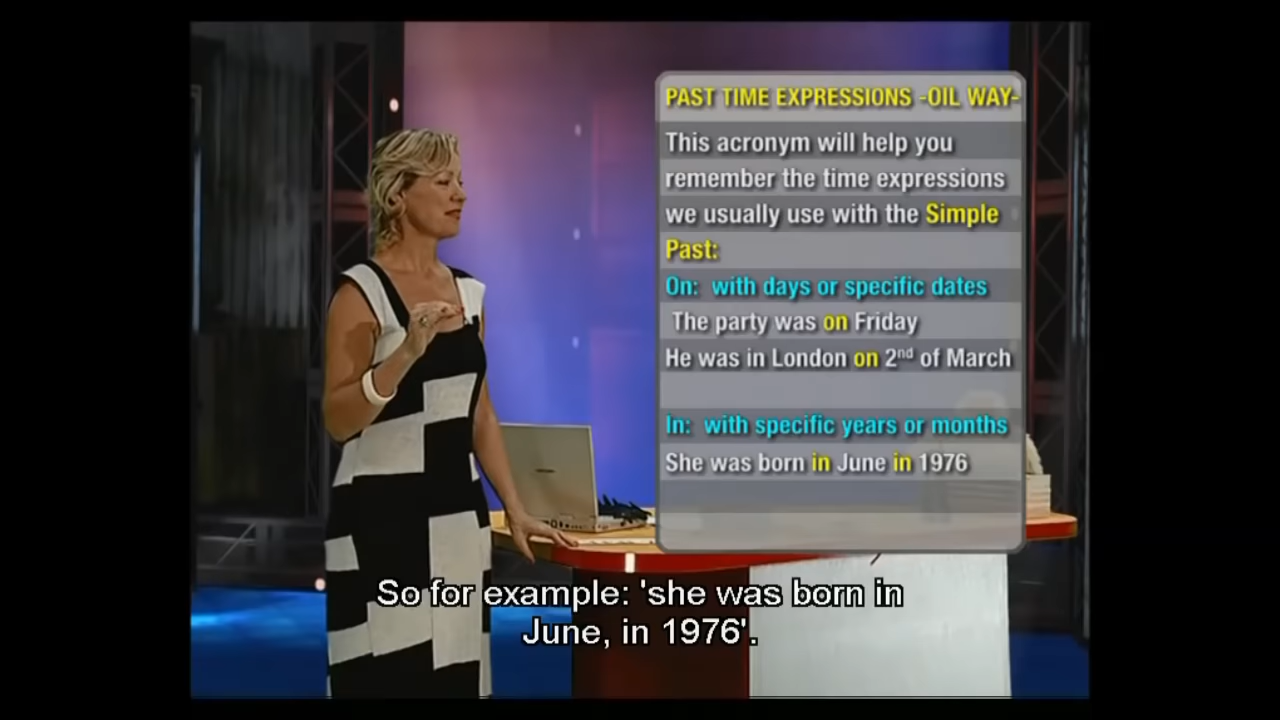 PAST TIME EXPRESSIONS -OIL WAY-
This acronym will help you
remember the time expressions
we usually use with the Simple
Past:
On: with days or specific dates
The party was on Friday
He was in London on 2nd of March
In: with specific years or months
She was born in June in 1976
So for example: 'she was born in
June, in 1976'.